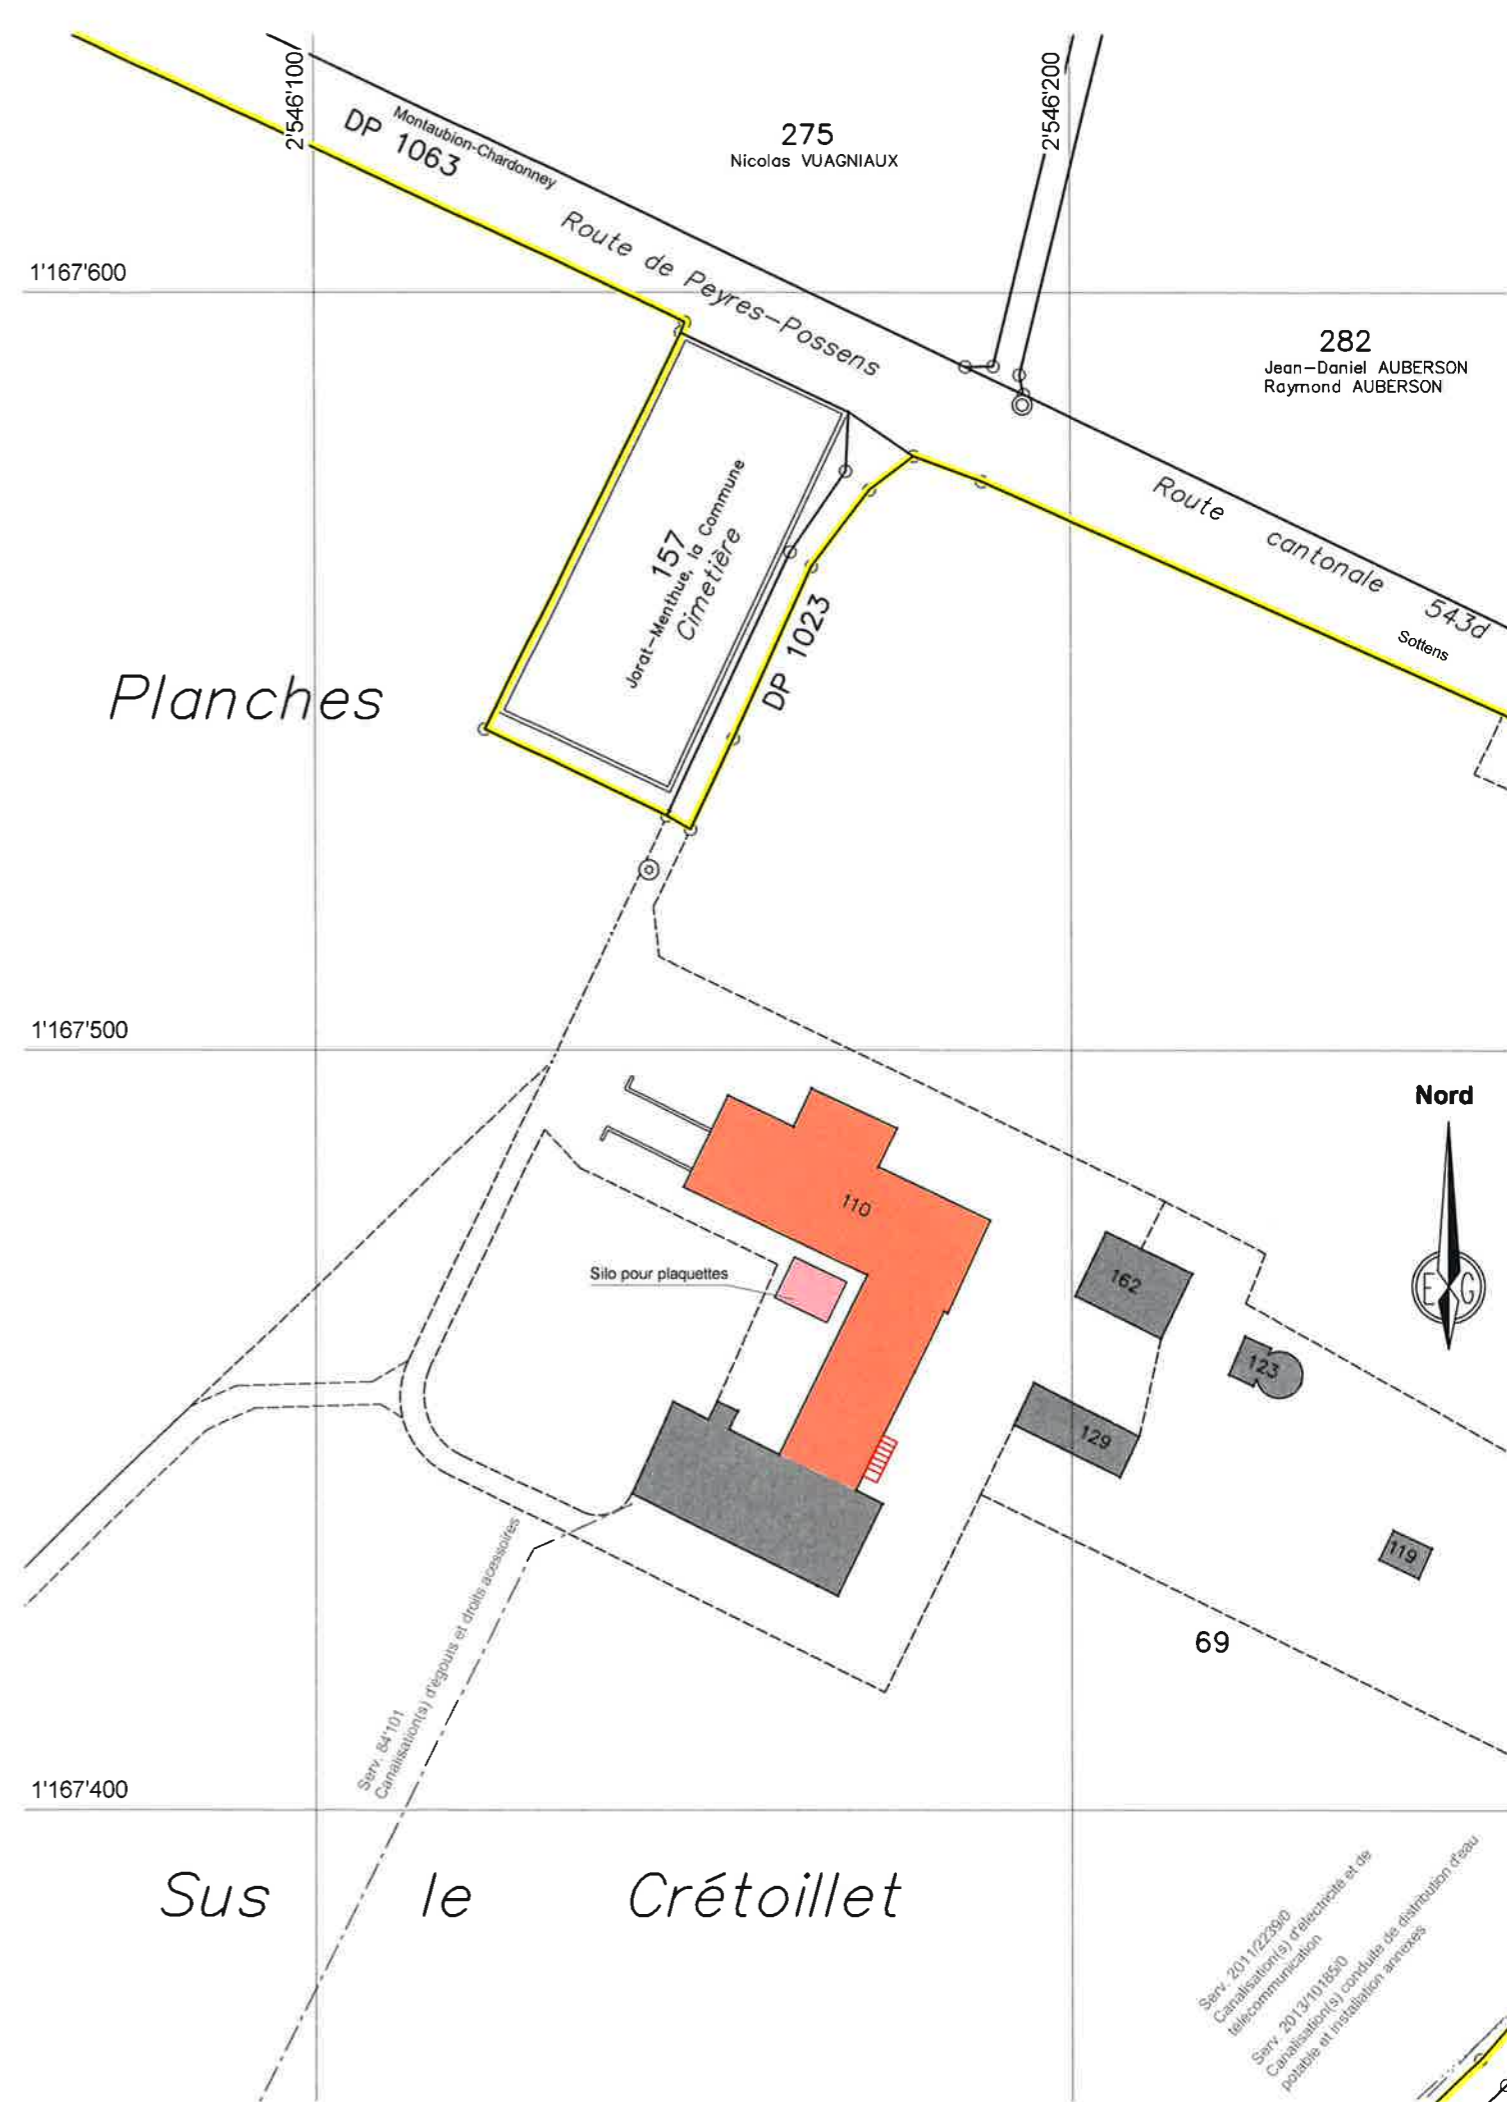 2'546'100
2'546'200
DP 1063
Montaubion-Chardonney
275
Nicolas VUAGNIAUX
Route de Peyres-Possens
1'167'600
282
Jean-Daniel AUBERSON
Raymond AUBERSON
Route cantonale 543d
Sottens
157
Jorat-Menthue, la Commune
Cimetière
DP 1023
Planches
1'167'500
Nord
E G
110
Silo pour plaquettes
162
123
129
119
69
Serv. 84'101
Canalisation(s) d'égouts et droits acessoires
1'167'400
Sus le Crétoillet
Serv. 2011/2239/0
Canalisation(s) d'électricité et de
télécommunication
Serv. 2013/10185/0
Canalisation(s) conduite de distribution d'eau
potable et installation annexes